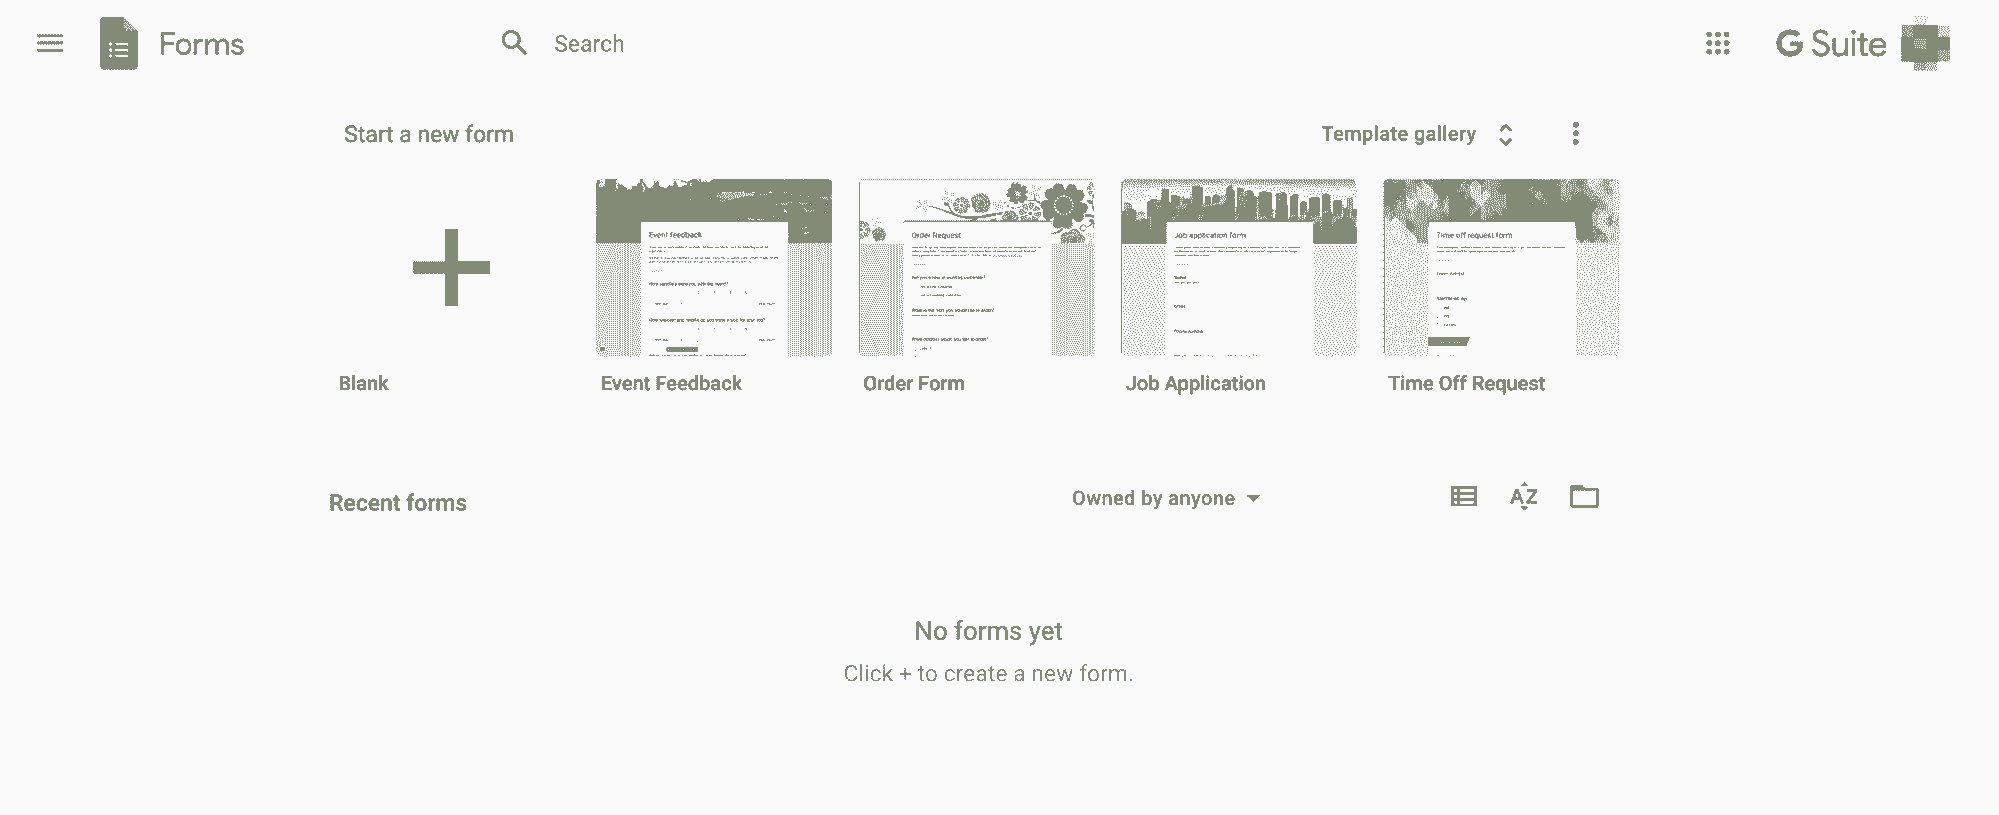 Forms
Search
G Suite
Start a new form
Template gallery
Event feedback
Order Request
Job application form
Time off request form
Blank
Event Feedback
Order Form
Job Application
Time Off Request
Recent forms
Owned by anyone
AZ
No forms yet
Click + to create a new form.